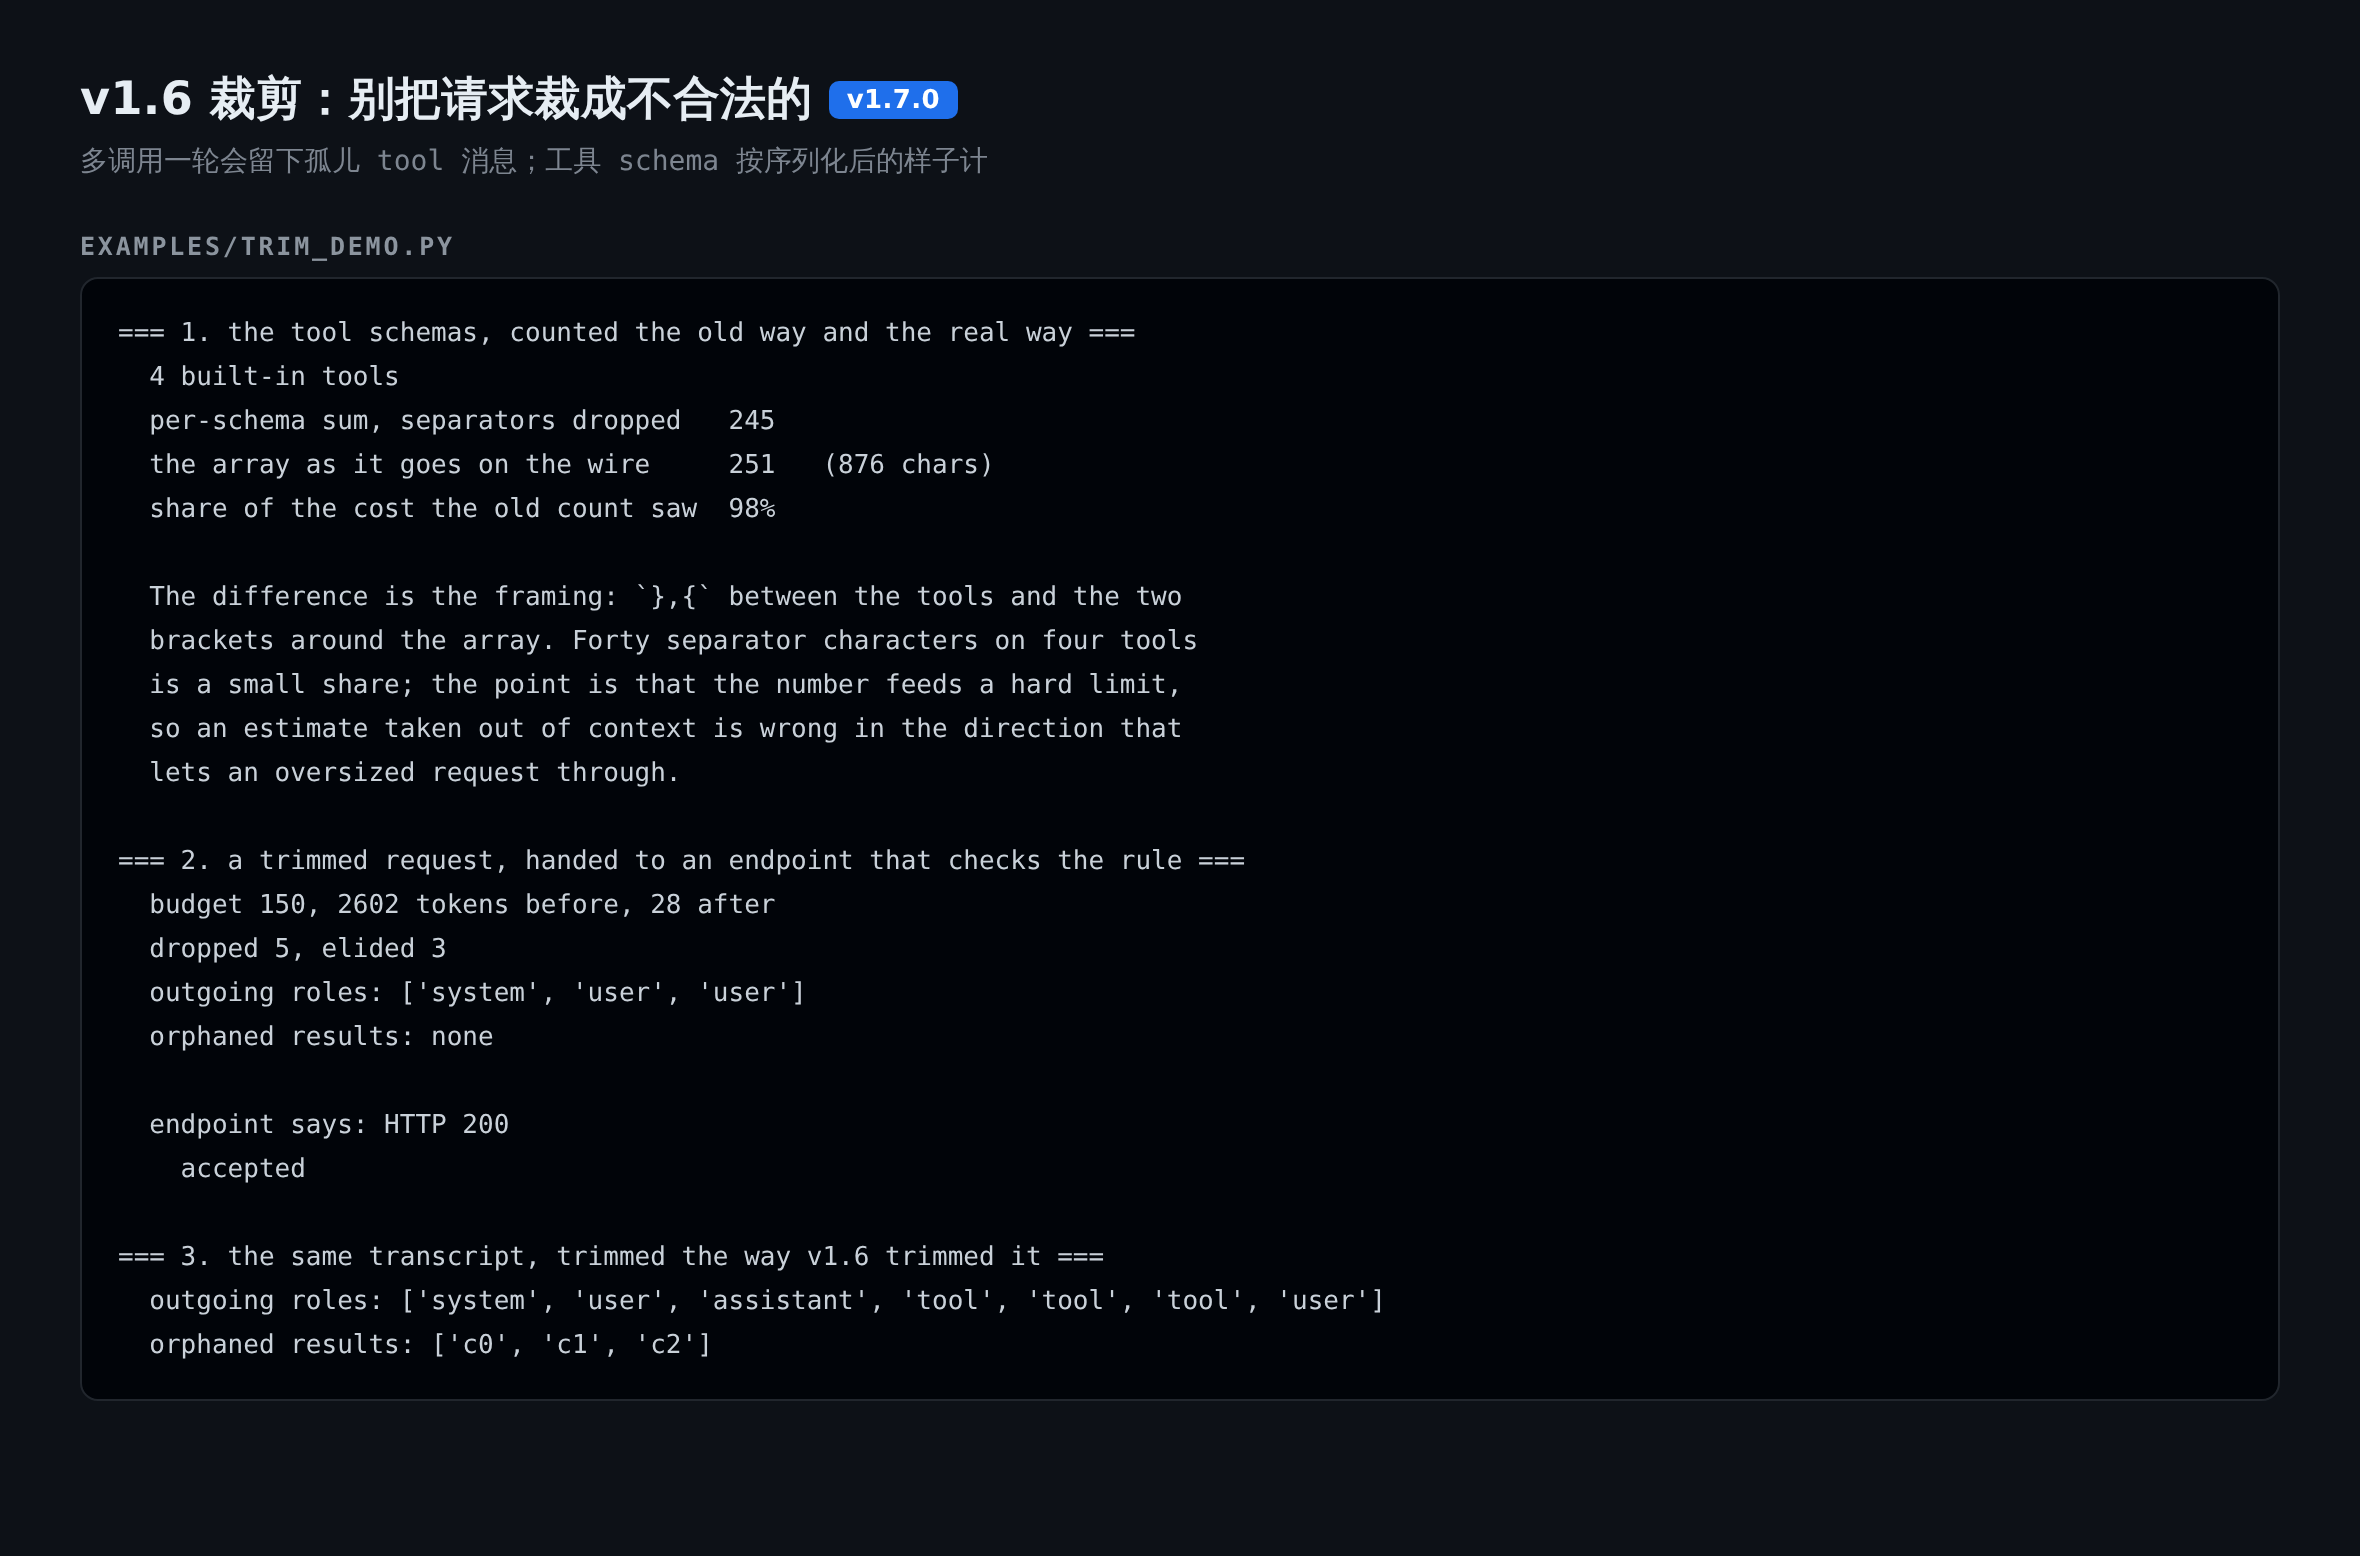 v1.6 裁剪：别把请求裁成不合法的 v1.7.0
多调用一轮会留下孤儿 tool 消息；工具 schema 按序列化后的样子计
EXAMPLES/TRIM_DEMO.PY
=== 1. the tool schemas, counted the old way and the real way ===
4 built-in tools
per-schema sum, separators dropped 245
the array as it goes on the wire 251 (876 chars)
share of the cost the old count saw 98%
The difference is the framing: `},{` between the tools and the two
brackets around the array. Forty separator characters on four tools
is a small share; the point is that the number feeds a hard limit,
so an estimate taken out of context is wrong in the direction that
lets an oversized request through.
=== 2. a trimmed request, handed to an endpoint that checks the rule ===
budget 150, 2602 tokens before, 28 after
dropped 5, elided 3
outgoing roles: ['system', 'user', 'user']
orphaned results: none
endpoint says: HTTP 200
accepted
=== 3. the same transcript, trimmed the way v1.6 trimmed it ===
outgoing roles: ['system', 'user', 'assistant', 'tool', 'tool', 'tool', 'user']
orphaned results: ['c0', 'c1', 'c2']